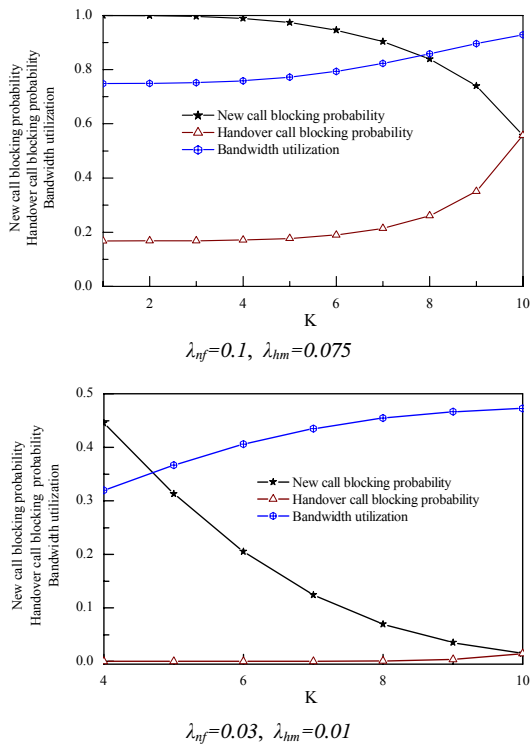 New call blocking probability
Handover call blocking probability
Bandwidth utilization
1.0
0.8
0.6
0.4
0.2
0.0
New call blocking probability
Handover call blocking probability
Bandwidth utilization
2
4
6
8
10
K
λnf=0.1, λhm=0.075
New call blocking probability
Handover call blocking probability
Bandwidth utilization
0.5
0.4
0.3
0.2
0.1
0.0
New call blocking probability
Handover call blocking probability
Bandwidth utilization
4
6
8
10
K
λnf=0.03, λhm=0.01